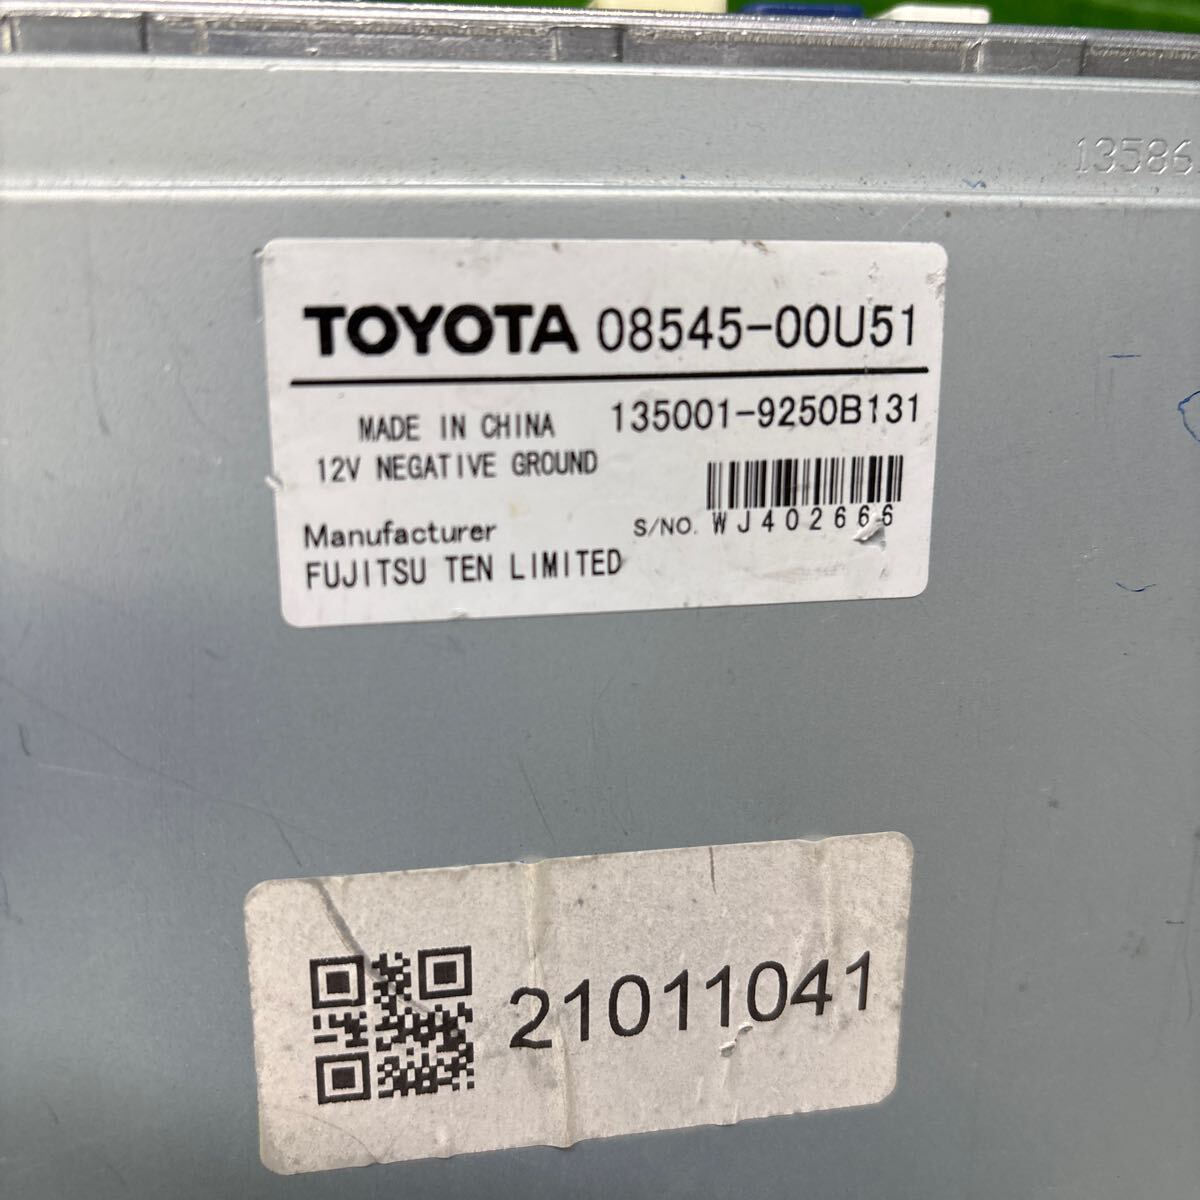 13586
TOYOTA 08545-00U51
MADE IN CHINA 135001-9250B131
12V NEGATIVE GROUND
Manufacturer S/NO. WJ402666
FUJITSU TEN LIMITED
21011041